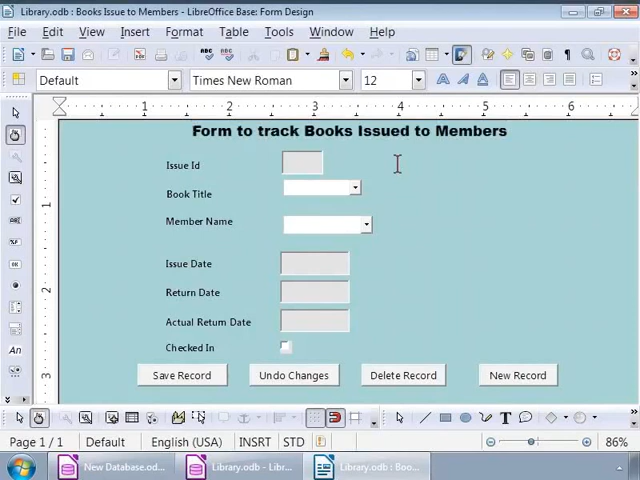 Library.odb : Books Issue to Members - LibreOffice Base: Form Design
File Edit View Insert Format Table Tools Window Help
Default Times New Roman 12
1 2 3 4 5 6
Form to track Books Issued to Members
Issue Id
Book Title
1
Member Name
Issue Date
2
Return Date
Actual Return Date
Checked In
3
Save Record Undo Changes Delete Record New Record
Page 1 / 1 Default English (USA) INSRT STD 86%
New Database.od... Library.odb - Libr... Library.odb : Boo...